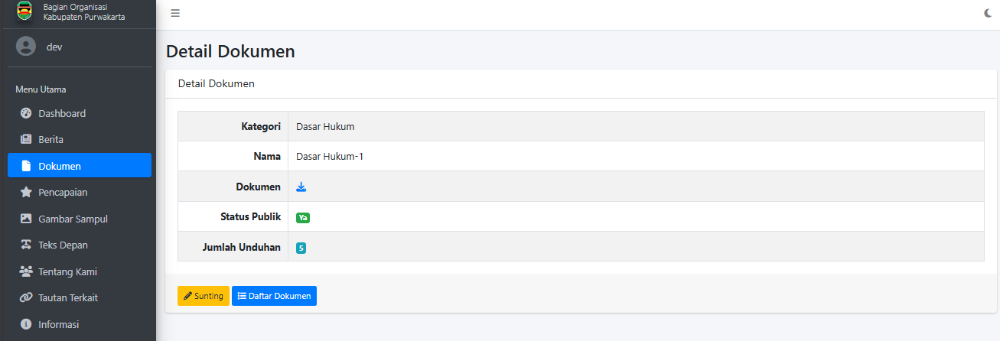 Bagian Organisasi
Kabupaten Purwakarta
dev
Menu Utama
Dashboard
Berita
Dokumen
Pencapaian
Gambar Sampul
Teks Depan
Tentang Kami
Tautan Terkait
Informasi
Detail Dokumen
Detail Dokumen
Kategori Dasar Hukum
Nama Dasar Hukum-1
Dokumen
Status Publik Ya
Jumlah Unduhan 5
Sunting Daftar Dokumen